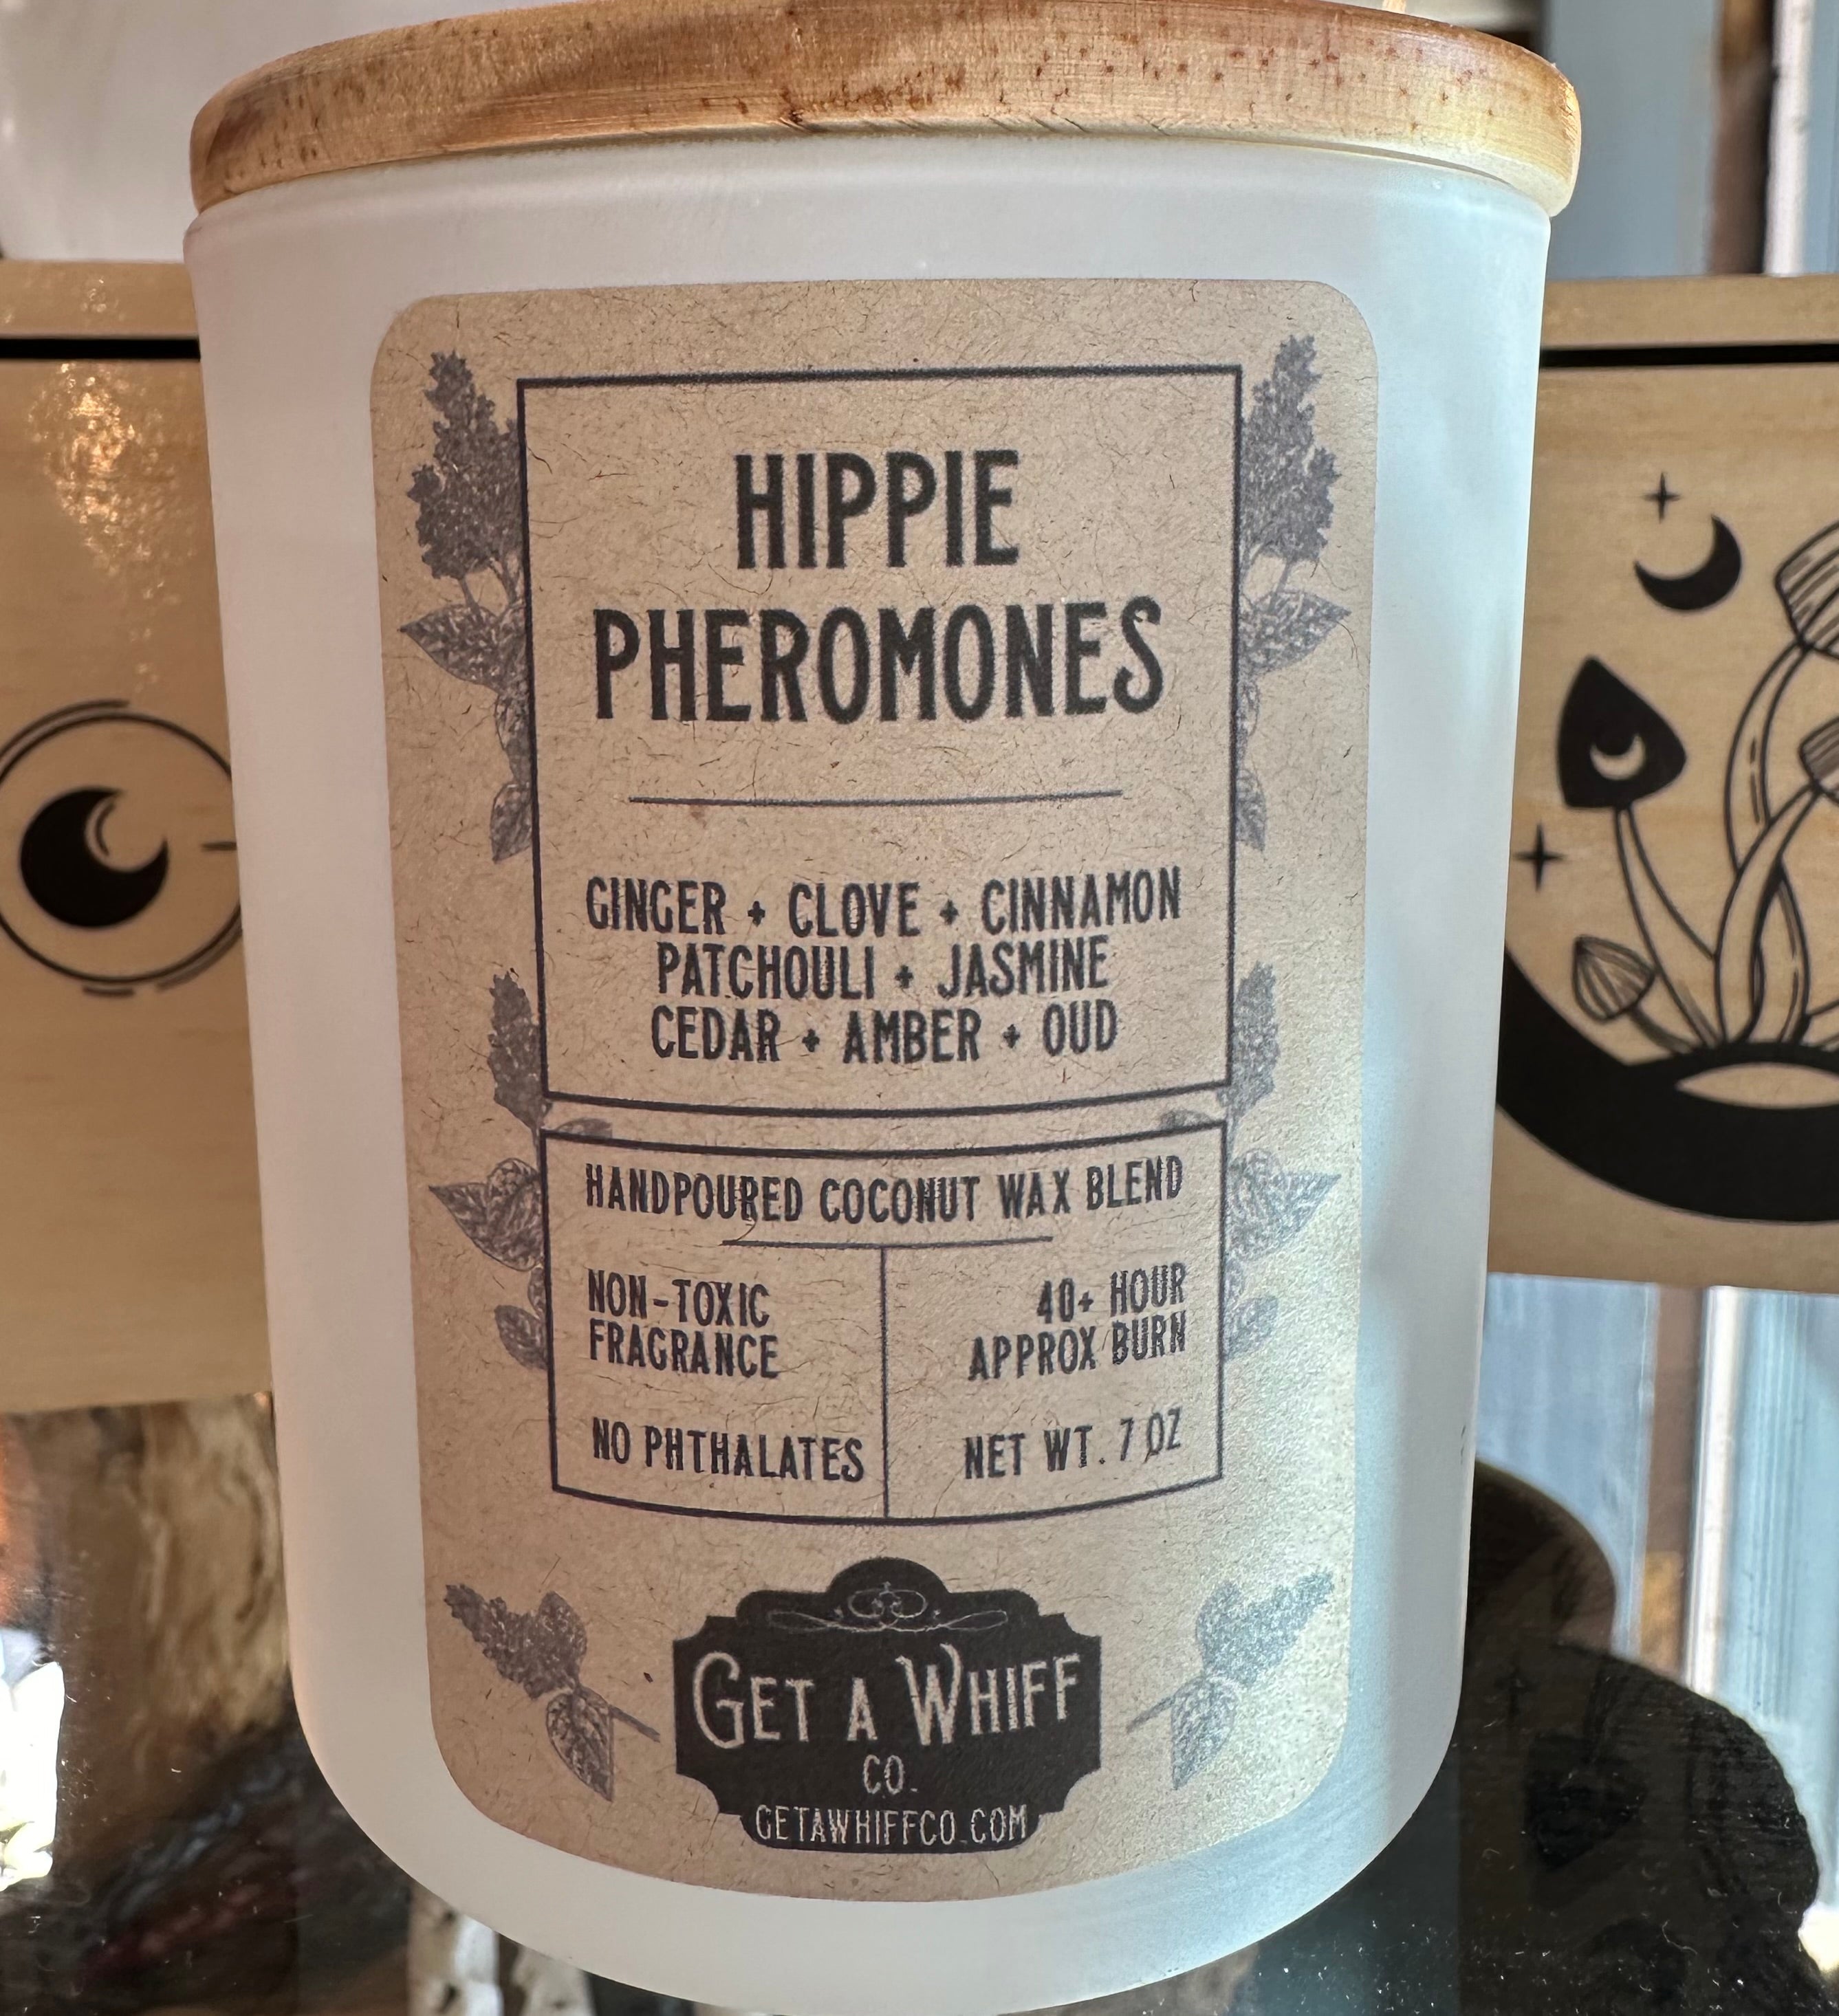 HIPPIE
PHEROMONES
GINGER + CLOVE + CINNAMON
PATCHOULI + JASMINE
CEDAR + AMBER + OUD
HANDPOURED COCONUT WAX BLEND
NON-TOXIC
FRAGRANCE
NO PHTHALATES
40+ HOUR
APPROX BURN
NET WT. 7 OZ
GET A WHIFF
CO.
GETAWHIFFCO.COM